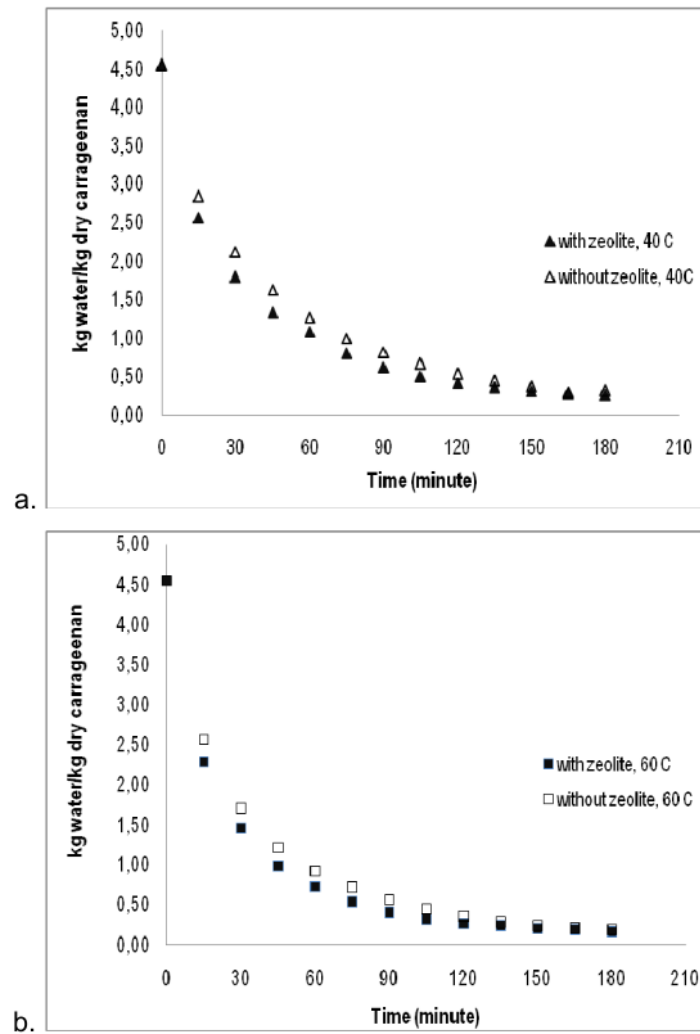 5,00
4,50
4,00
3,50
3,00
2,50
2,00
1,50
1,00
0,50
0,00
kg water/kg dry carrageenan
with zeolite, 40 C
without zeolite, 40C
0 30 60 90 120 150 180 210
Time (minute)
a.
5,00
4,50
4,00
3,50
3,00
2,50
2,00
1,50
1,00
0,50
0,00
kg water/kg dry carrageenan
with zeolite, 60 C
without zeolite, 60 C
0 30 60 90 120 150 180 210
Time (minute)
b.